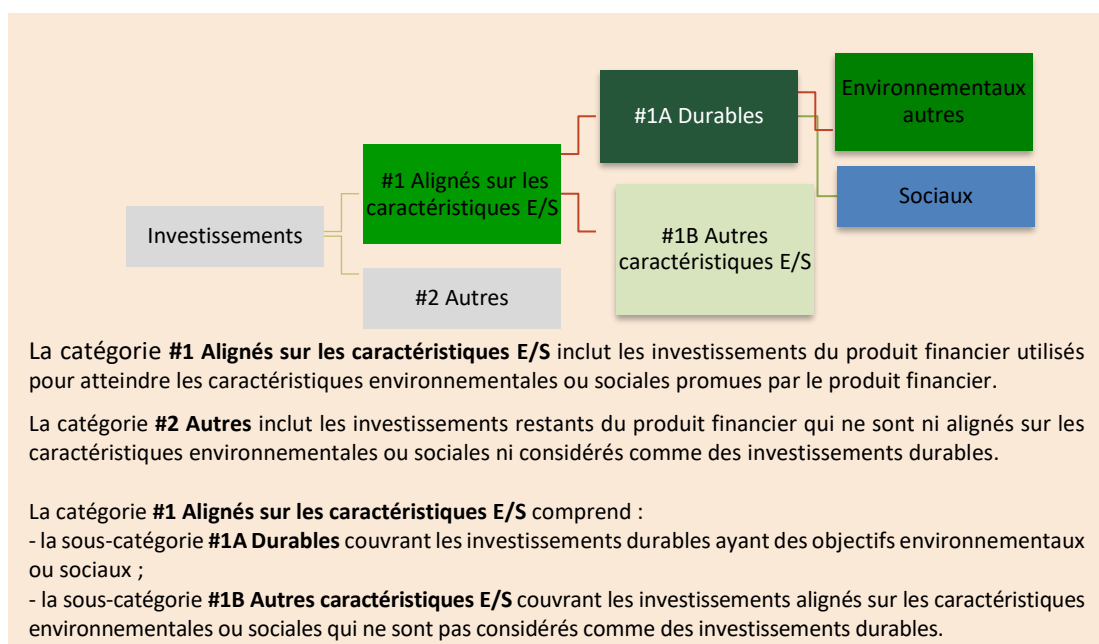 Environnementaux
autres
#1A Durables
#1 Alignés sur les
caractéristiques E/S
Sociaux
Investissements
#1B Autres
caractéristiques E/S
#2 Autres
La catégorie #1 Alignés sur les caractéristiques E/S inclut les investissements du produit financier utilisés
pour atteindre les caractéristiques environnementales ou sociales promues par le produit financier.
La catégorie #2 Autres inclut les investissements restants du produit financier qui ne sont ni alignés sur les
caractéristiques environnementales ou sociales ni considérés comme des investissements durables.
La catégorie #1 Alignés sur les caractéristiques E/S comprend :
- la sous-catégorie #1A Durables couvrant les investissements durables ayant des objectifs environnementaux
ou sociaux ;
- la sous-catégorie #1B Autres caractéristiques E/S couvrant les investissements alignés sur les caractéristiques
environnementales ou sociales qui ne sont pas considérés comme des investissements durables.